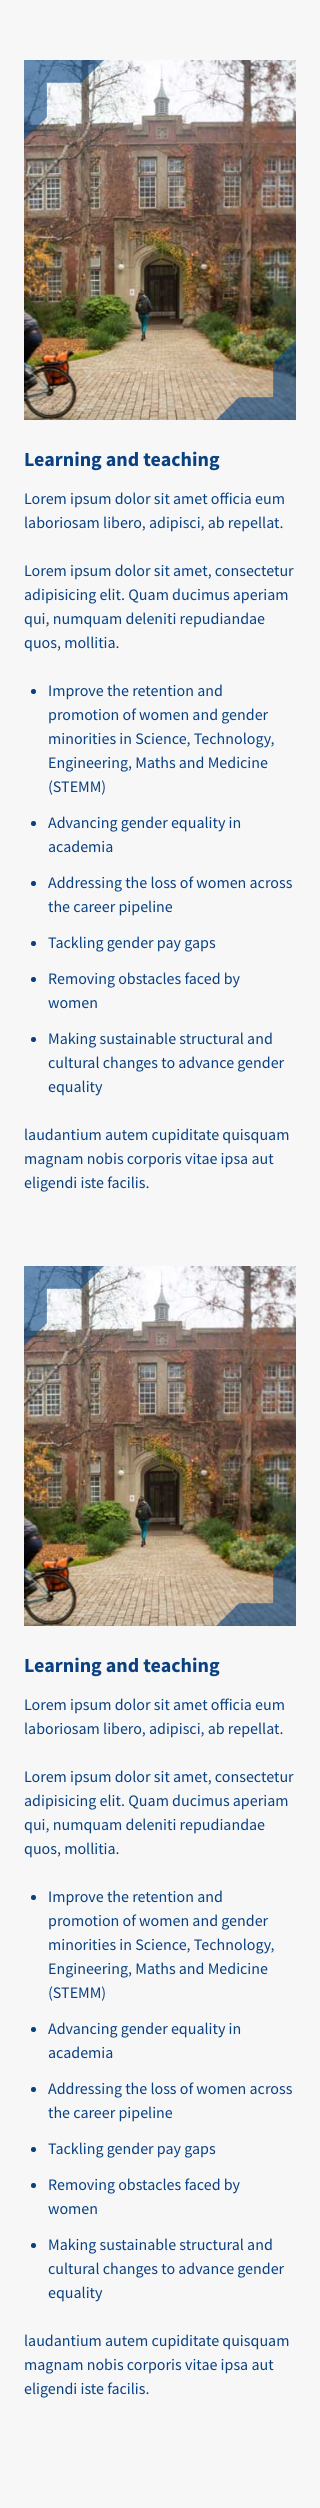 Learning and teaching
Lorem ipsum dolor sit amet officia eum
laboriosam libero, adipisci, ab repellat.
Lorem ipsum dolor sit amet, consectetur
adipisicing elit. Quam ducimus aperiam
qui, numquam deleniti repudiandae
quos, mollitia.
• Improve the retention and
promotion of women and gender
minorities in Science, Technology,
Engineering, Maths and Medicine
(STEMM)
• Advancing gender equality in
academia
• Addressing the loss of women across
the career pipeline
• Tackling gender pay gaps
• Removing obstacles faced by
women
• Making sustainable structural and
cultural changes to advance gender
equality
laudantium autem cupiditate quisquam
magnam nobis corporis vitae ipsa aut
eligendi iste facilis.
Learning and teaching
Lorem ipsum dolor sit amet officia eum
laboriosam libero, adipisci, ab repellat.
Lorem ipsum dolor sit amet, consectetur
adipisicing elit. Quam ducimus aperiam
qui, numquam deleniti repudiandae
quos, mollitia.
• Improve the retention and
promotion of women and gender
minorities in Science, Technology,
Engineering, Maths and Medicine
(STEMM)
• Advancing gender equality in
academia
• Addressing the loss of women across
the career pipeline
• Tackling gender pay gaps
• Removing obstacles faced by
women
• Making sustainable structural and
cultural changes to advance gender
equality
laudantium autem cupiditate quisquam
magnam nobis corporis vitae ipsa aut
eligendi iste facilis.